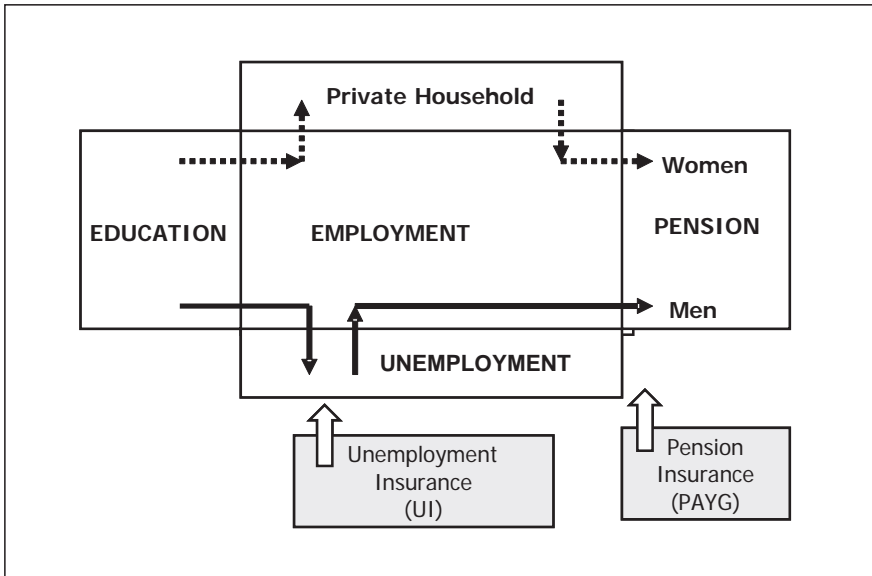 Private Household
Women
EDUCATION
EMPLOYMENT
PENSION
Men
UNEMPLOYMENT
Unemployment
Insurance
(UI)
Pension
Insurance
(PAYG)